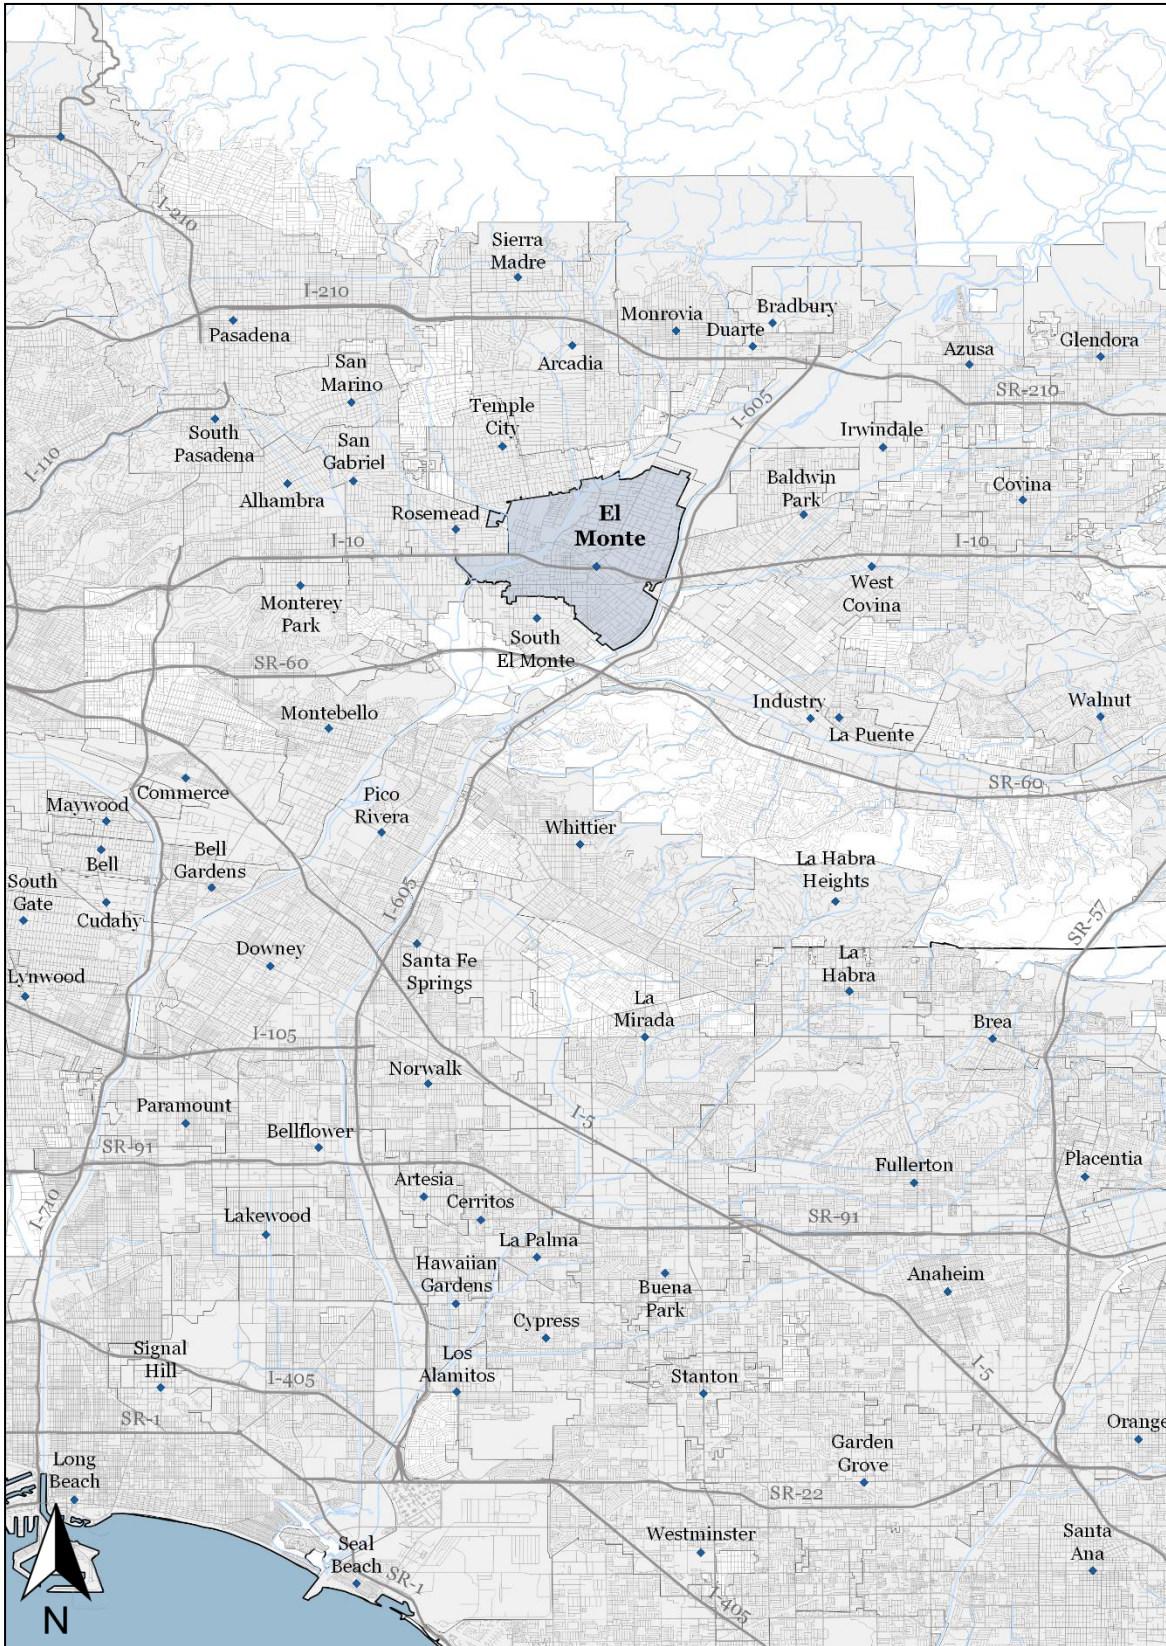 I-210
Sierra
Madre
I-210
Pasadena
Monrovia
Bradbury
Duarte
Arcadia
Azusa
Glendora
San
Marino
SR-210
I-605
Temple
City
South
Pasadena
San
Gabriel
Irwindale
I-110
Alhambra
Baldwin
Park
Covina
Rosemead
El
Monte
I-10
I-10
Monterey
Park
West
Covina
South
El Monte
SR-60
Montebello
Industry
La Puente
Walnut
SR-60
Commerce
Maywood
Pico
Rivera
Whittier
Bell
Bell
Gardens
La Habra
Heights
South
Gate
I-605
Cudahy
SR-57
Downey
Santa Fe
Springs
La
Habra
Lynwood
La
Mirada
Brea
I-105
Norwalk
Paramount
I-5
Bellflower
SR-91
Fullerton
Placentia
Artesia
Cerritos
I-710
Lakewood
SR-91
La Palma
Hawaiian
Gardens
Buena
Park
Anaheim
Cypress
Signal
Hill
Los
Alamitos
I-405
Stanton
I-5
SR-1
Orange
Garden
Grove
Long
Beach
SR-22
Westminster
Santa
Ana
Seal
Beach
SR-1
I-405
N